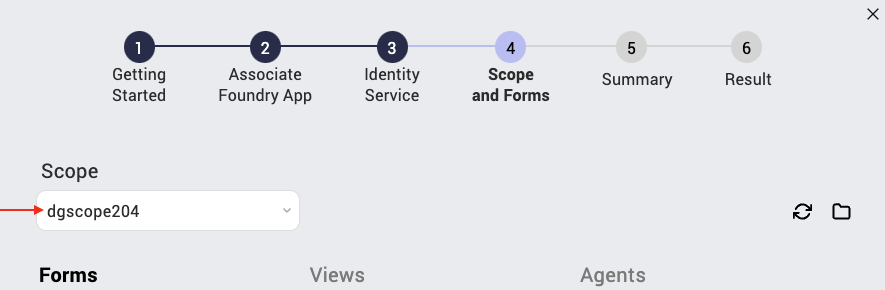 1 2 3 4 5 6
Getting Associate Identity Scope Summary Result
Started Foundry App Service and Forms
Scope
dgscope204
Forms Views Agents